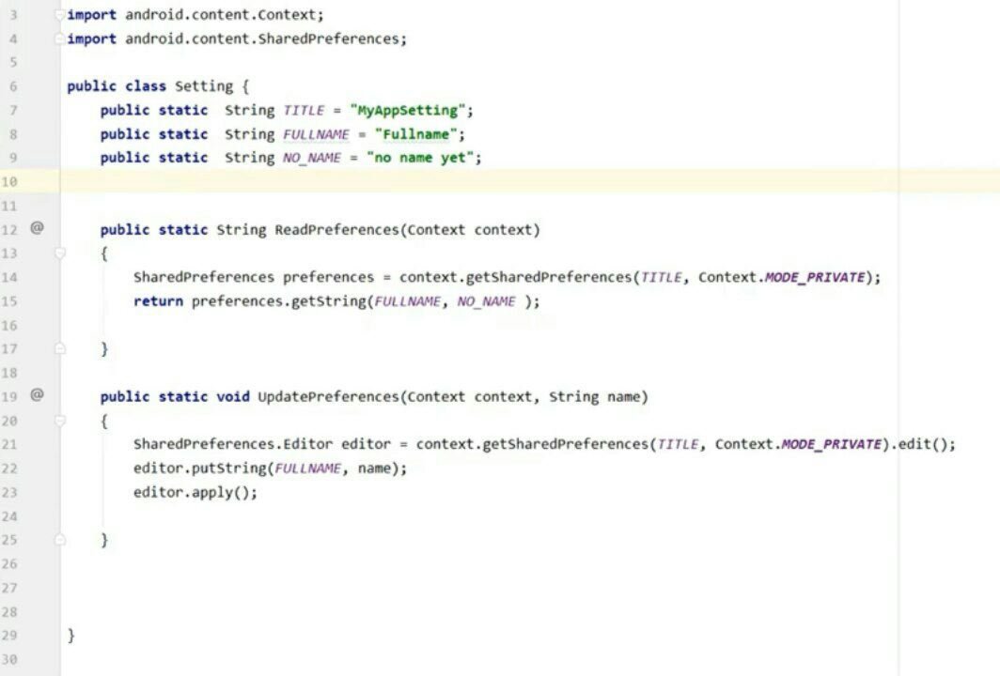 3 import android.content.Context;
4 import android.content.SharedPreferences;
5
6 public class Setting {
7 public static  String TITLE = "MyAppSetting";
8 public static  String FULLNAME = "Fullname";
9 public static  String NO_NAME = "no name yet";
10
11
12 @ public static String ReadPreferences(Context context)
13 {
14 SharedPreferences preferences = context.getSharedPreferences(TITLE, Context.MODE_PRIVATE);
15 return preferences.getString(FULLNAME, NO_NAME );
16
17 }
18
19 @ public static void UpdatePreferences(Context context, String name)
20 {
21 SharedPreferences.Editor editor = context.getSharedPreferences(TITLE, Context.MODE_PRIVATE).edit();
22 editor.putString(FULLNAME, name);
23 editor.apply();
24
25 }
26
27
28
29 }
30